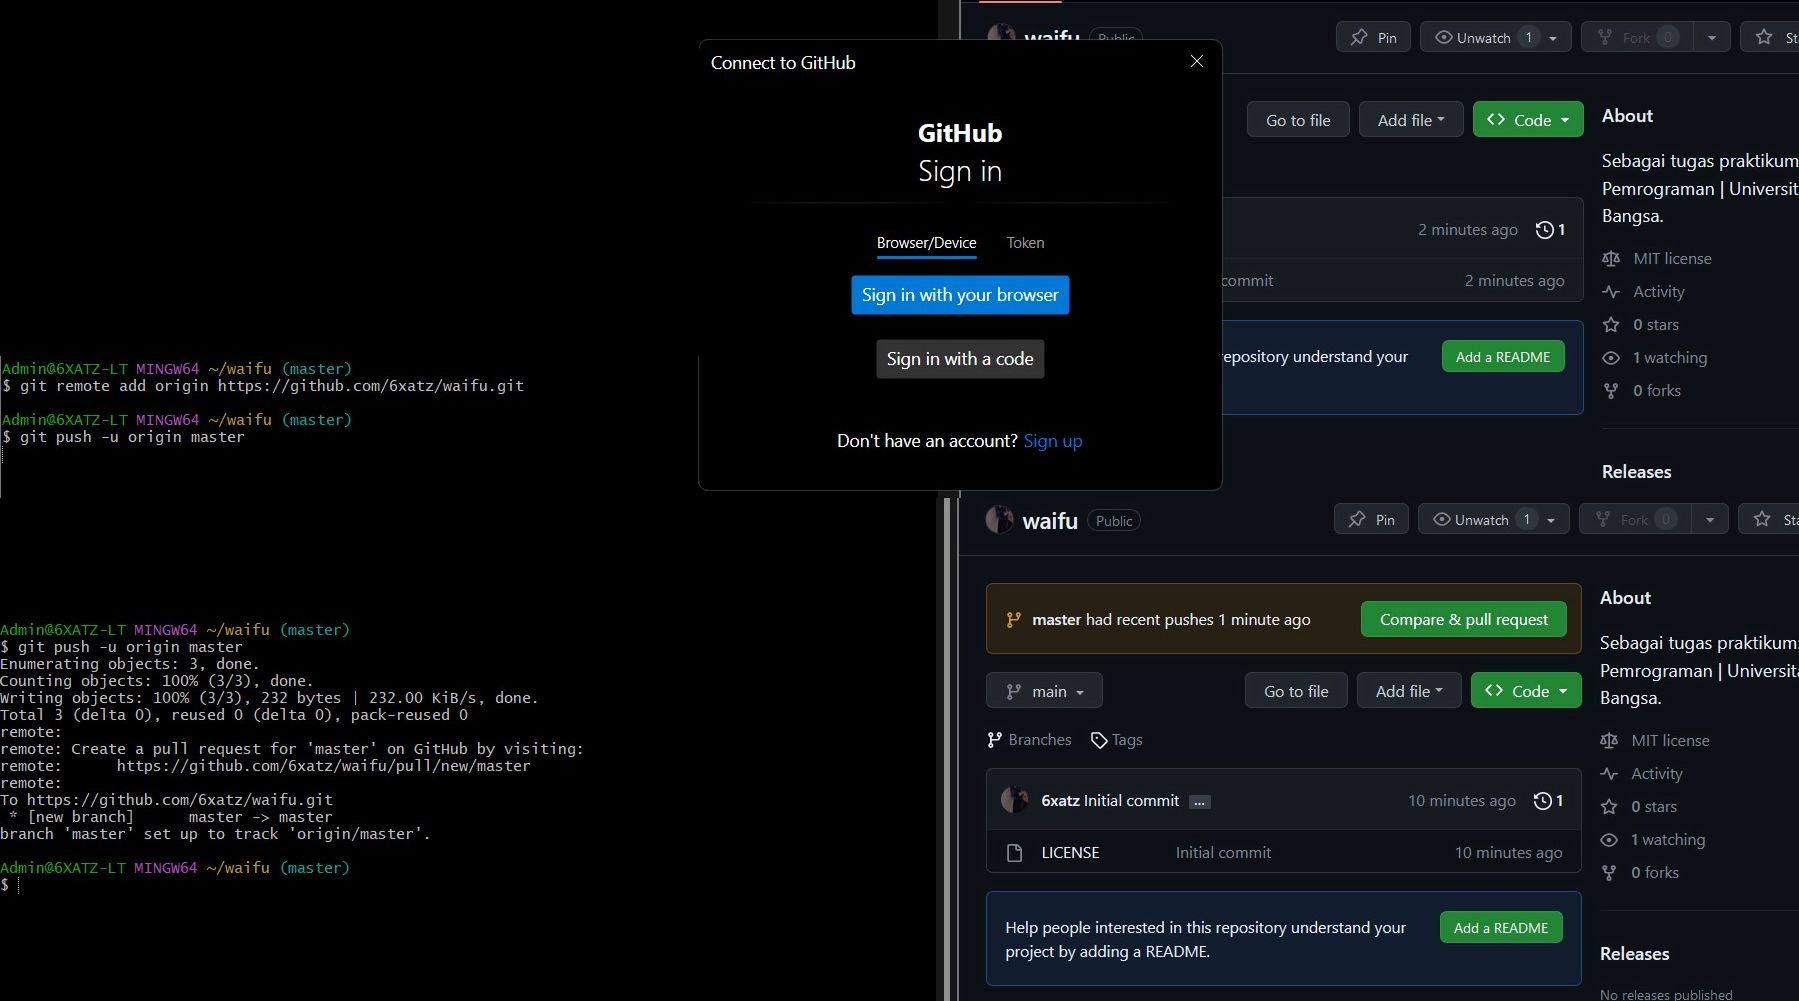 waifu Public
Pin
Unwatch 1
Fork 0
Connect to GitHub
GitHub
Sign in
Browser/Device Token
Sign in with your browser
Sign in with a code
Don't have an account? Sign up
Go to file
Add file
Code
2 minutes ago 1
commit 2 minutes ago
repository understand your
Add a README
About
Sebagai tugas praktikum
Pemrograman |
Bangsa.
MIT license
Activity
0 stars
1 watching
0 forks
Releases
Admin@6XATZ-LT MINGW64 ~/waifu (master)
$ git remote add origin https://github.com/6xatz/waifu.git
Admin@6XATZ-LT MINGW64 ~/waifu (master)
$ git push -u origin master
Admin@6XATZ-LT MINGW64 ~/waifu (master)
$ git push -u origin master
Enumerating objects: 3, done.
Counting objects: 100% (3/3), done.
Writing objects: 100% (3/3), 232 bytes | 232.00 KiB/s, done.
Total 3 (delta 0), reused 0 (delta 0), pack-reused 0
remote:
remote: Create a pull request for 'master' on GitHub by visiting:
remote:      https://github.com/6xatz/waifu/pull/new/master
remote:
To https://github.com/6xatz/waifu.git
 * [new branch]      master -> master
branch 'master' set up to track 'origin/master'.
Admin@6XATZ-LT MINGW64 ~/waifu (master)
$
waifu Public
Pin
Unwatch 1
Fork 0
master had recent pushes 1 minute ago
Compare & pull request
main
Go to file
Add file
Code
Branches Tags
6xatz Initial commit ... 10 minutes ago 1
LICENSE Initial commit 10 minutes ago
Help people interested in this repository understand your
project by adding a README.
Add a README
About
Sebagai tugas praktikum
Pemrograman |
Bangsa.
MIT license
Activity
0 stars
1 watching
0 forks
Releases
No releases published